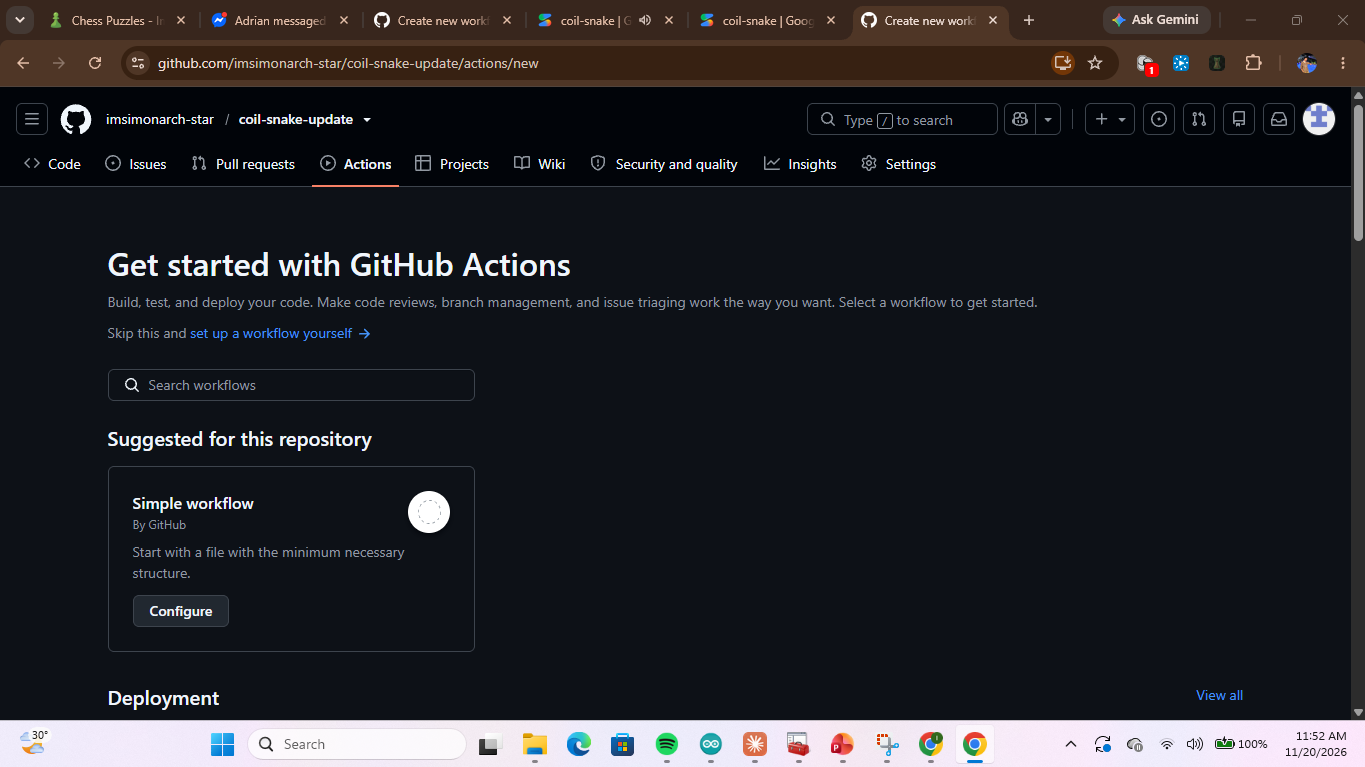 Chess Puzzles - Im
Adrian messaged
Create new work
coil-snake | G
coil-snake | Goog
Create new work
Ask Gemini
github.com/imsimonarch-star/coil-snake-update/actions/new
1
imsimonarch-star / coil-snake-update
Type / to search
Code
Issues
Pull requests
Actions
Projects
Wiki
Security and quality
Insights
Settings
Get started with GitHub Actions
Build, test, and deploy your code. Make code reviews, branch management, and issue triaging work the way you want. Select a workflow to get started.
Skip this and set up a workflow yourself →
Search workflows
Suggested for this repository
Simple workflow
By GitHub
Start with a file with the minimum necessary
structure.
Configure
Deployment
View all
30°
Search
100%
11:52 AM
11/20/2026